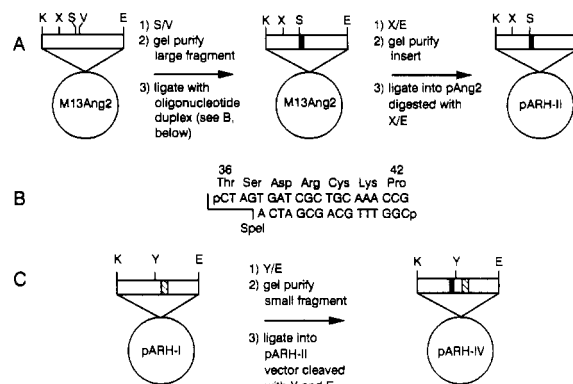 A
K X S V E
M13Ang2
1) S/V
2) gel purify
large fragment
3) ligate with
oligonucleotide
duplex (see B,
below)
K X S E
M13Ang2
1) X/E
2) gel purify
insert
3) ligate into pAng2
digested with
X/E
K X S E
pARH-II
B
36 42
Thr Ser Asp Arg Cys Lys Pro
pCT AGT GAT CGC TGC AAA CCG
A CTA GCG ACG TTT GGCp
SpeI
C
K Y E
pARH-I
1) Y/E
2) gel purify
small fragment
3) ligate into
pARH-II
vector cleaved
with Y and E
K Y E
pARH-IV